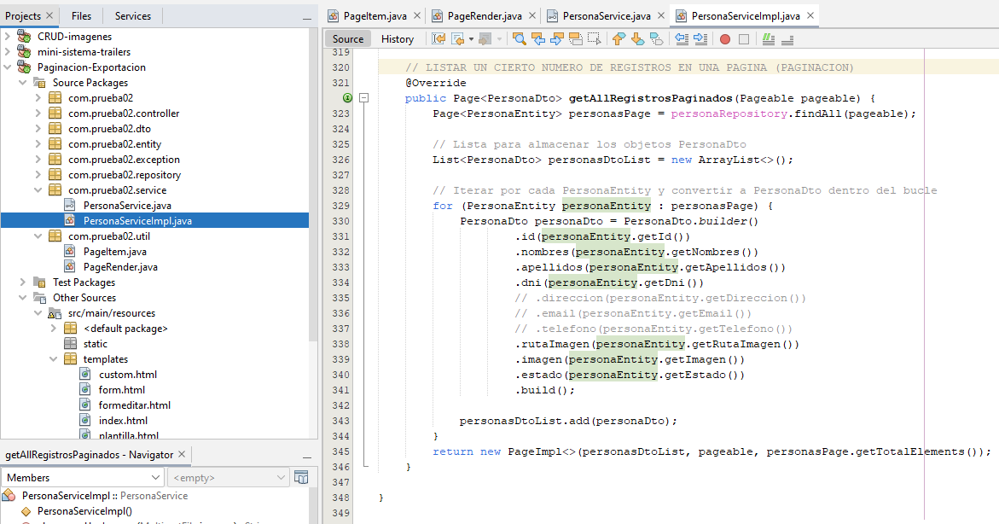 Projects
Files
Services
CRUD-imagenes
mini-sistema-trailers
Paginacion-Exportacion
Source Packages
com.prueba02
com.prueba02.controller
com.prueba02.dto
com.prueba02.entity
com.prueba02.exception
com.prueba02.repository
com.prueba02.service
PersonaService.java
PersonaServiceImpl.java
com.prueba02.util
PageItem.java
PageRender.java
Test Packages
Other Sources
src/main/resources
<default package>
static
templates
custom.html
form.html
formeditar.html
index.html
plantilla.html
getAllRegistrosPaginados - Navigator
Members
<empty>
PersonaServiceImpl :: PersonaService
PersonaServiceImpl()
PageItem.java
PageRender.java
PersonaService.java
PersonaServiceImpl.java
Source
History
319
320 // LISTAR UN CIERTO NUMERO DE REGISTROS EN UNA PAGINA (PAGINACION)
321 @Override
public Page<PersonaDto> getAllRegistrosPaginados(Pageable pageable) {
323 Page<PersonaEntity> personasPage = personaRepository.findAll(pageable);
324
325 // Lista para almacenar los objetos PersonaDto
326 List<PersonaDto> personasDtoList = new ArrayList<>();
327
328 // Iterar por cada PersonaEntity y convertir a PersonaDto dentro del bucle
329 for (PersonaEntity personaEntity : personasPage) {
330 PersonaDto personaDto = PersonaDto.builder()
331 .id(personaEntity.getId())
332 .nombres(personaEntity.getNombres())
333 .apellidos(personaEntity.getApellidos())
334 .dni(personaEntity.getDni())
335 // .direccion(personaEntity.getDireccion())
336 // .email(personaEntity.getEmail())
337 // .telefono(personaEntity.getTelefono())
338 .rutaImagen(personaEntity.getRutaImagen())
339 .imagen(personaEntity.getImagen())
340 .estado(personaEntity.getEstado())
341 .build();
342
343 personasDtoList.add(personaDto);
344 }
345 return new PageImpl<>(personasDtoList, pageable, personasPage.getTotalElements());
346 }
347
348 }
349